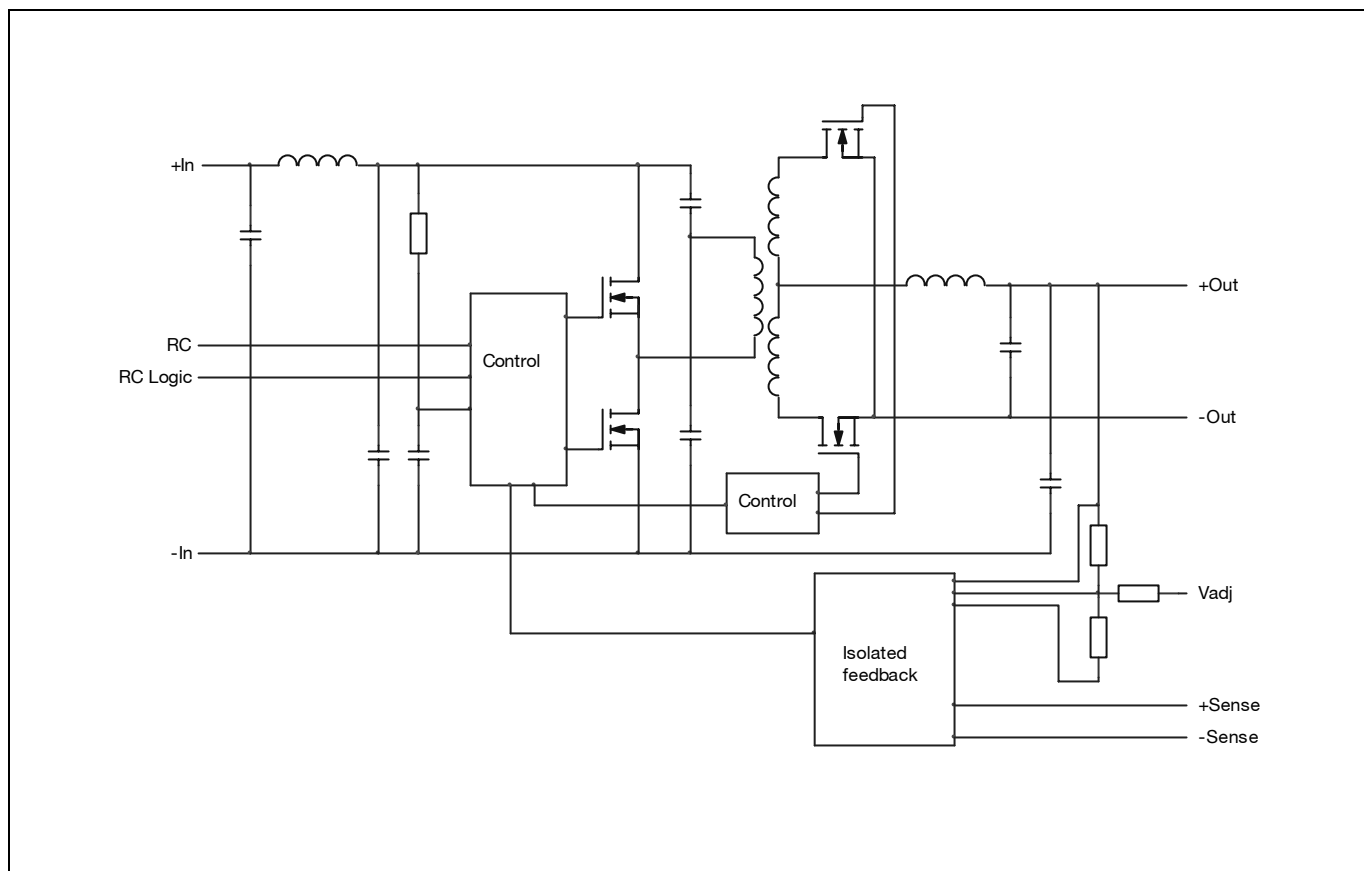 +In
+Out
RC
Control
RC Logic
-Out
Control
-In
Vadj
Isolated
feedback
+Sense
-Sense